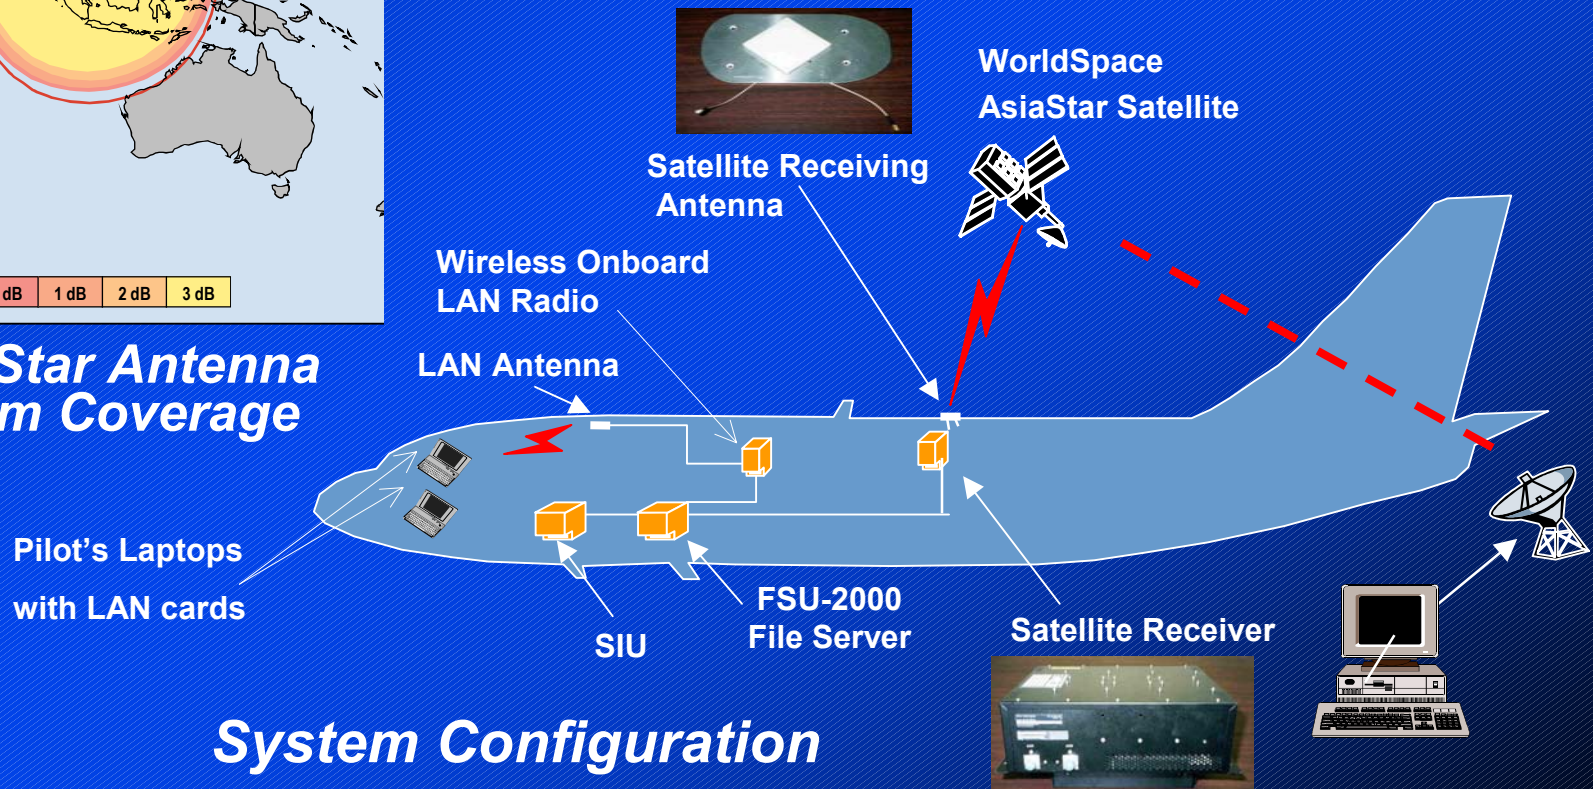 dB 1 dB 2 dB 3 dB
Star Antenna
m Coverage
WorldSpace
AsiaStar Satellite
Satellite Receiving
Antenna
Wireless Onboard
LAN Radio
LAN Antenna
Pilot’s Laptops
with LAN cards
SIU
FSU-2000
File Server
Satellite Receiver
System Configuration